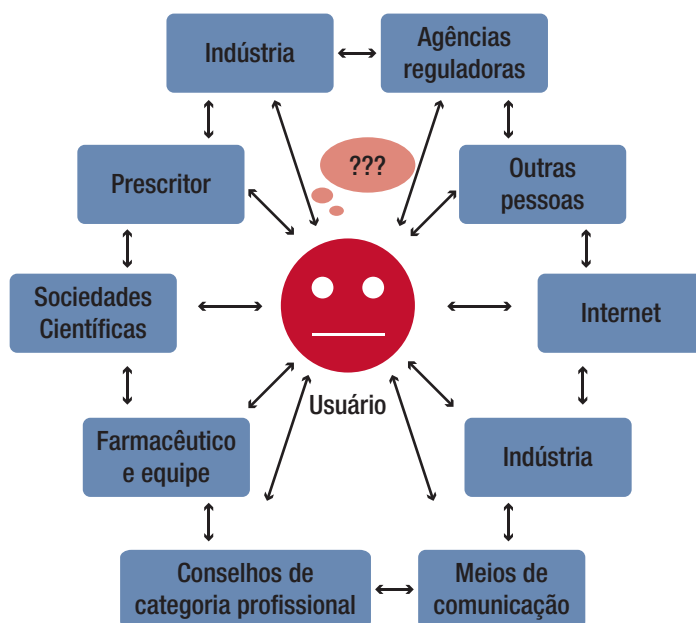 Indústria
Agências
reguladoras
???
Prescritor
Outras
pessoas
Sociedades
Científicas
Internet
Usuário
Farmacêutico
e equipe
Indústria
Conselhos de
categoria profissional
Meios de
comunicação